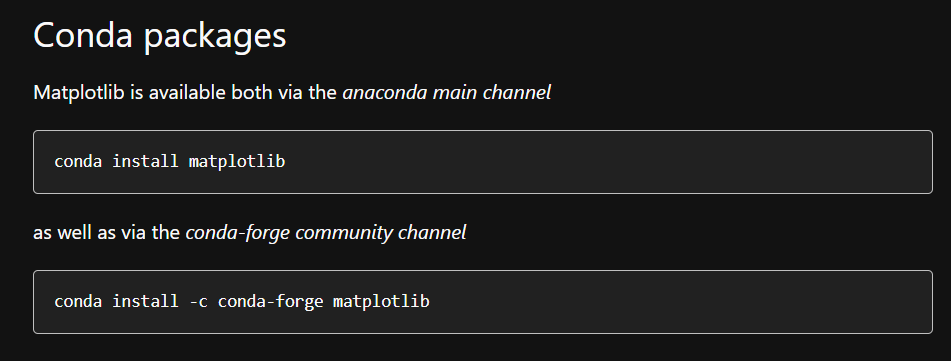 Conda packages
Matplotlib is available both via the anaconda main channel
conda install matplotlib
as well as via the conda-forge community channel
conda install -c conda-forge matplotlib